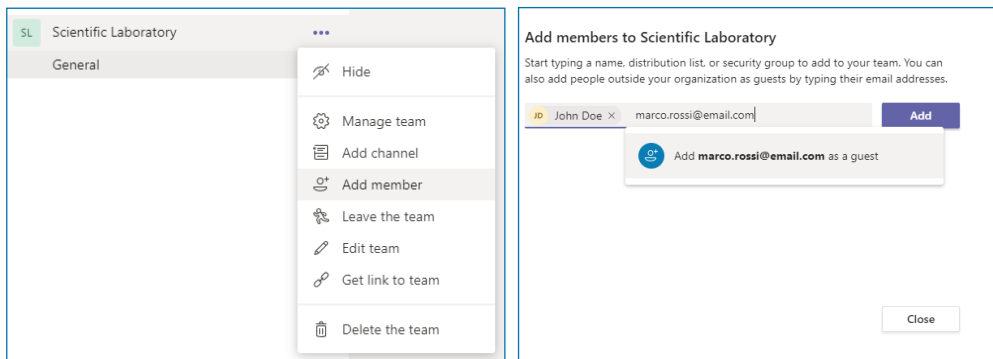 SL Scientific Laboratory
General
Hide
Manage team
Add channel
Add member
Leave the team
Edit team
Get link to team
Delete the team
Add members to Scientific Laboratory
Start typing a name, distribution list, or security group to add to your team. You can
also add people outside your organization as guests by typing their email addresses.
JD John Doe × marco.rossi@email.com Add
Add marco.rossi@email.com as a guest
Close